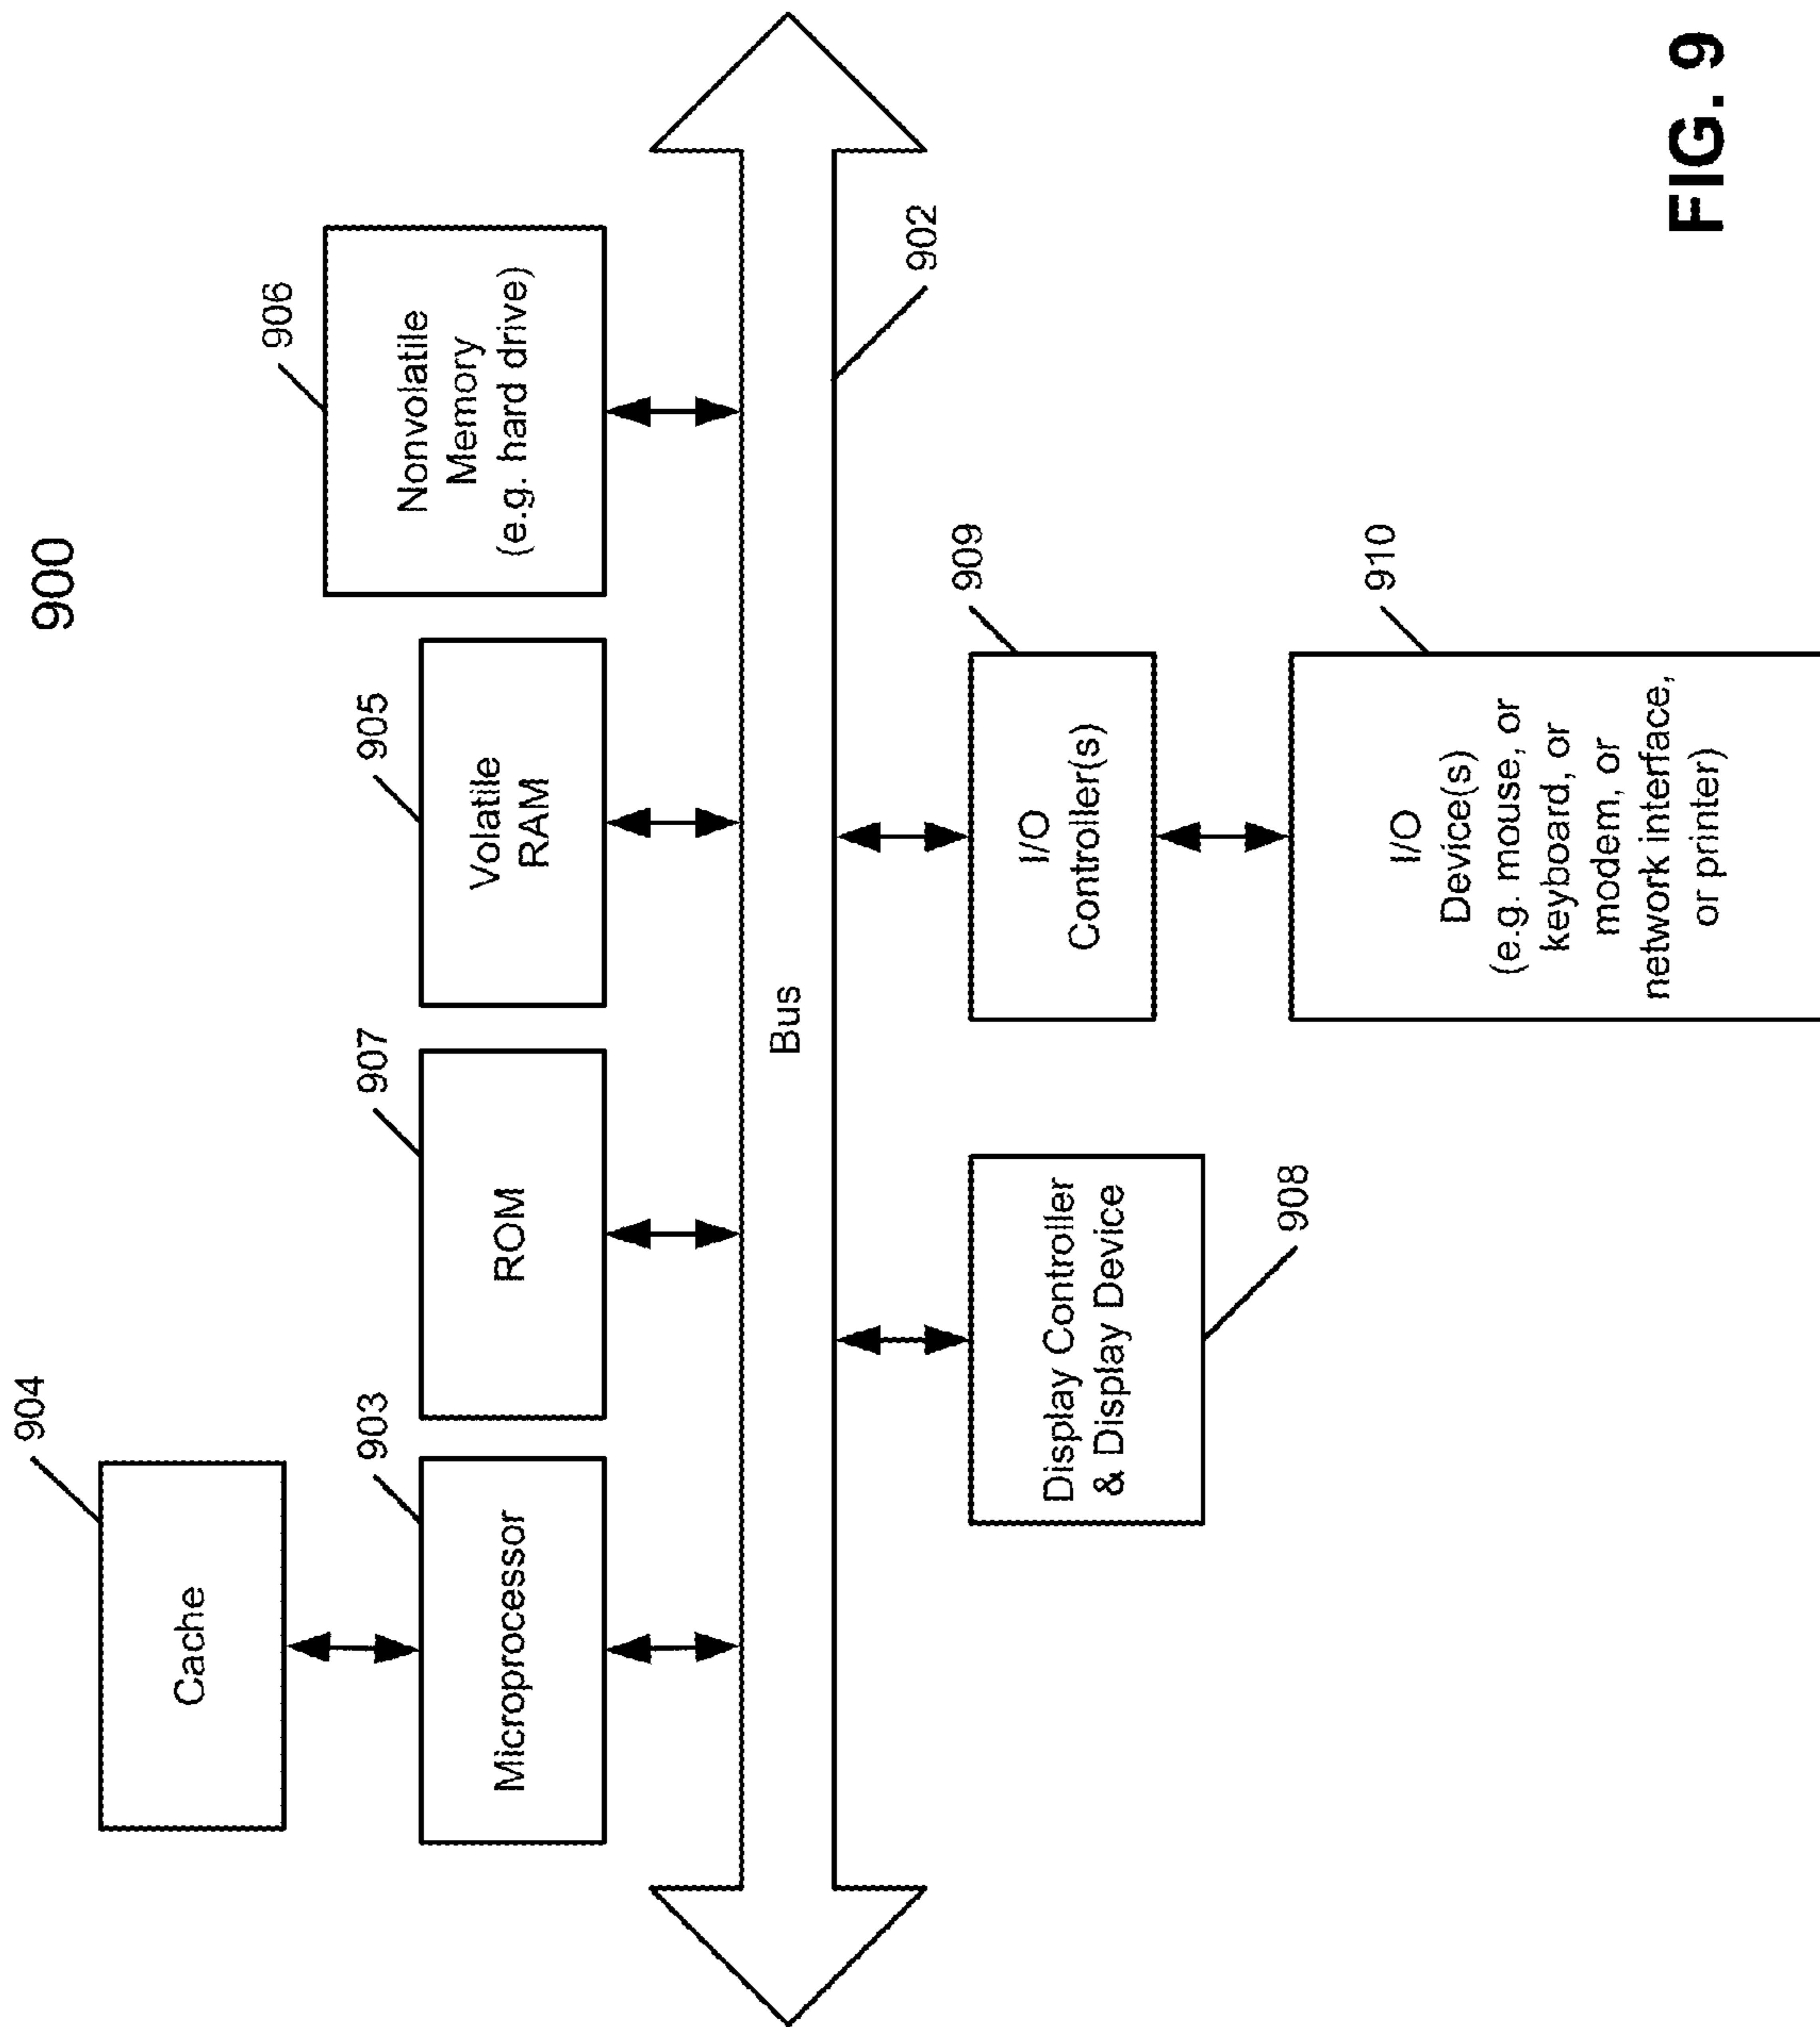 900
904
Cache
903
Microprocessor
907
ROM
905
Volatile
RAM
906
Nonvolatile
Memory
(e.g. hard drive)
Bus
902
Display Controller
& Display Device
908
909
I/O
Controller(s)
910
I/O
Device(s)
(e.g. mouse, or
keyboard, or
modem, or
network interface,
or printer)
FIG. 9